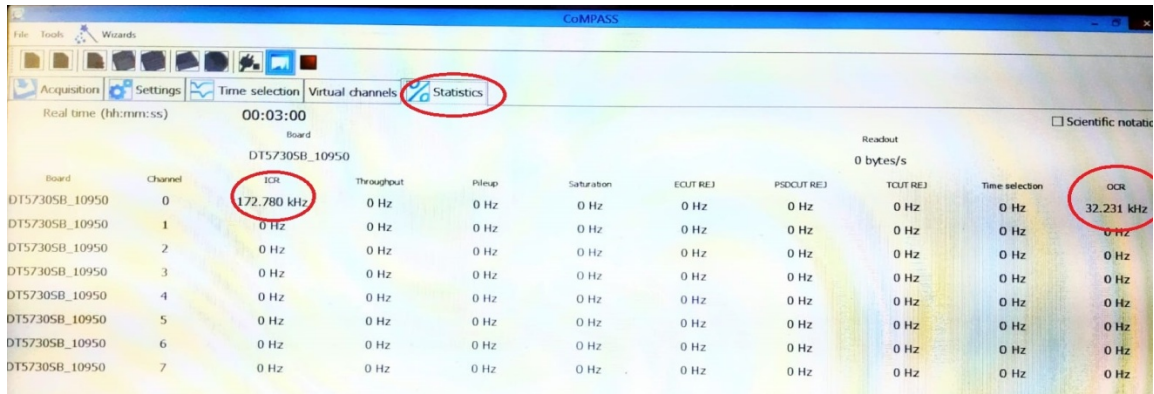 CoMPASS
File Tools Wizards
Acquisition Settings Time selection Virtual channels Statistics
Real time (hh:mm:ss) 00:03:00
Scientific notatio
Board Readout
DT5730SB_10950 0 bytes/s
Board Channel ICR Throughput Pileup Saturation ECUT REJ PSDCUT REJ TCUT REJ Time selection OCR
DT5730SB_10950 0 172.780 kHz 0 Hz 0 Hz 0 Hz 0 Hz 0 Hz 0 Hz 0 Hz 32.231 kHz
DT5730SB_10950 1 0 Hz 0 Hz 0 Hz 0 Hz 0 Hz 0 Hz 0 Hz 0 Hz 0 Hz
DT5730SB_10950 2 0 Hz 0 Hz 0 Hz 0 Hz 0 Hz 0 Hz 0 Hz 0 Hz 0 Hz
DT5730SB_10950 3 0 Hz 0 Hz 0 Hz 0 Hz 0 Hz 0 Hz 0 Hz 0 Hz 0 Hz
DT5730SB_10950 4 0 Hz 0 Hz 0 Hz 0 Hz 0 Hz 0 Hz 0 Hz 0 Hz 0 Hz
DT5730SB_10950 5 0 Hz 0 Hz 0 Hz 0 Hz 0 Hz 0 Hz 0 Hz 0 Hz 0 Hz
DT5730SB_10950 6 0 Hz 0 Hz 0 Hz 0 Hz 0 Hz 0 Hz 0 Hz 0 Hz 0 Hz
DT5730SB_10950 7 0 Hz 0 Hz 0 Hz 0 Hz 0 Hz 0 Hz 0 Hz 0 Hz 0 Hz